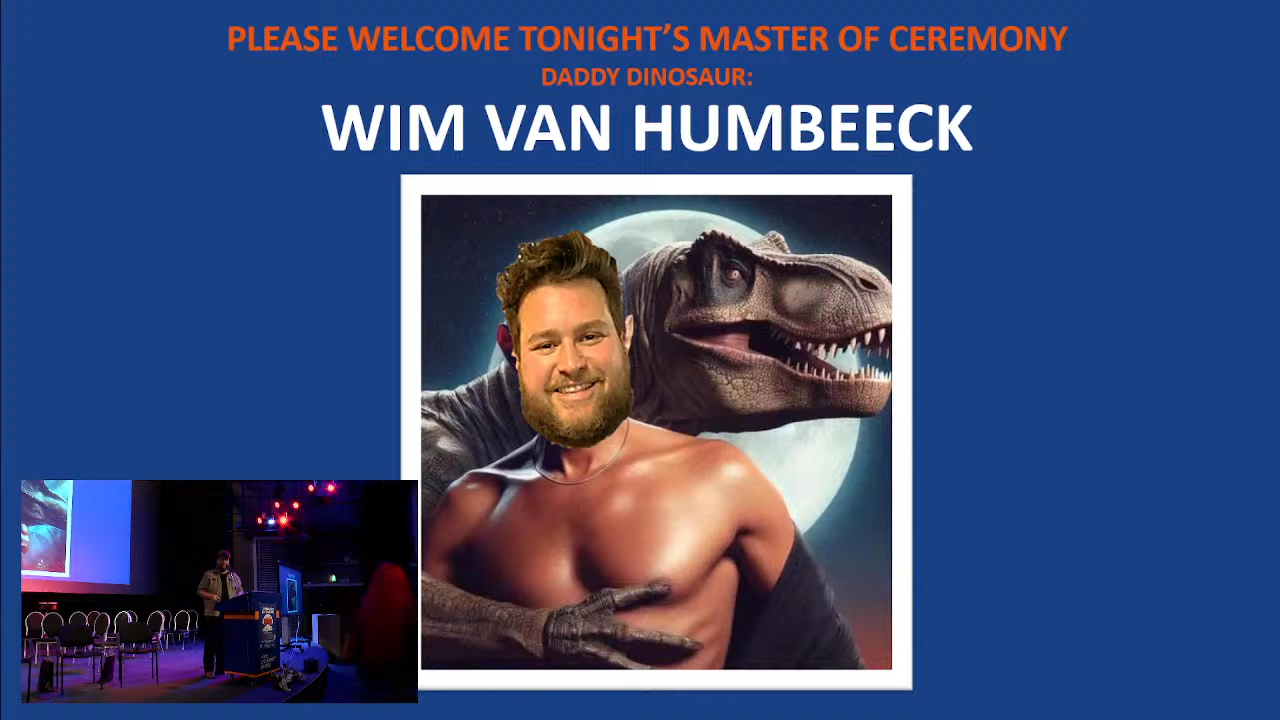 PLEASE WELCOME TONIGHT'S MASTER OF CEREMONY
DADDY DINOSAUR:
WIM VAN HUMBEECK